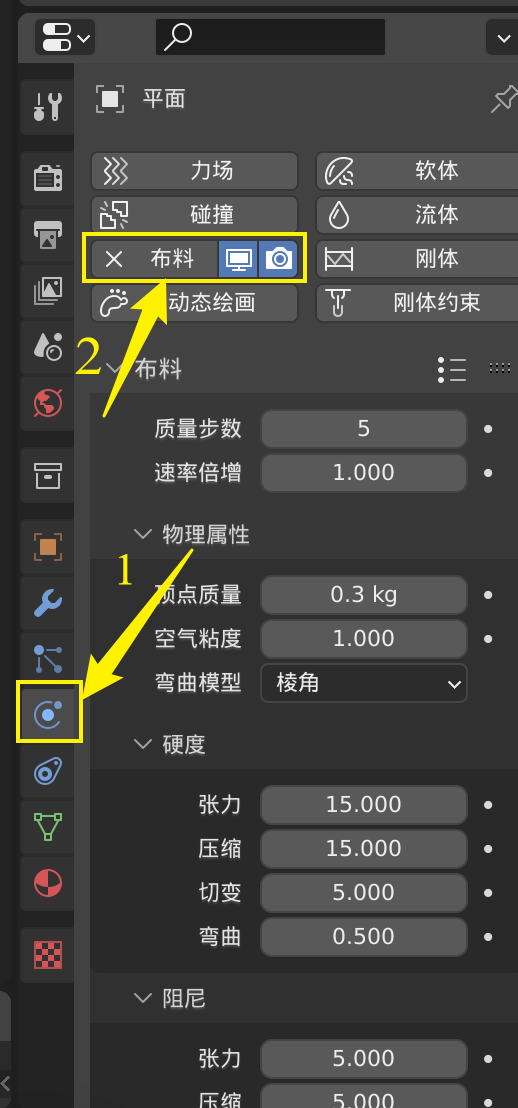 平面
力场 软体
碰撞 流体
布料 刚体
动态绘画 刚体约束
2
布料
质量步数 5
速率倍增 1.000
物理属性
1
顶点质量 0.3 kg
空气粘度 1.000
弯曲模型 棱角
硬度
张力 15.000
压缩 15.000
切变 5.000
弯曲 0.500
阻尼
张力 5.000
压缩 5.000